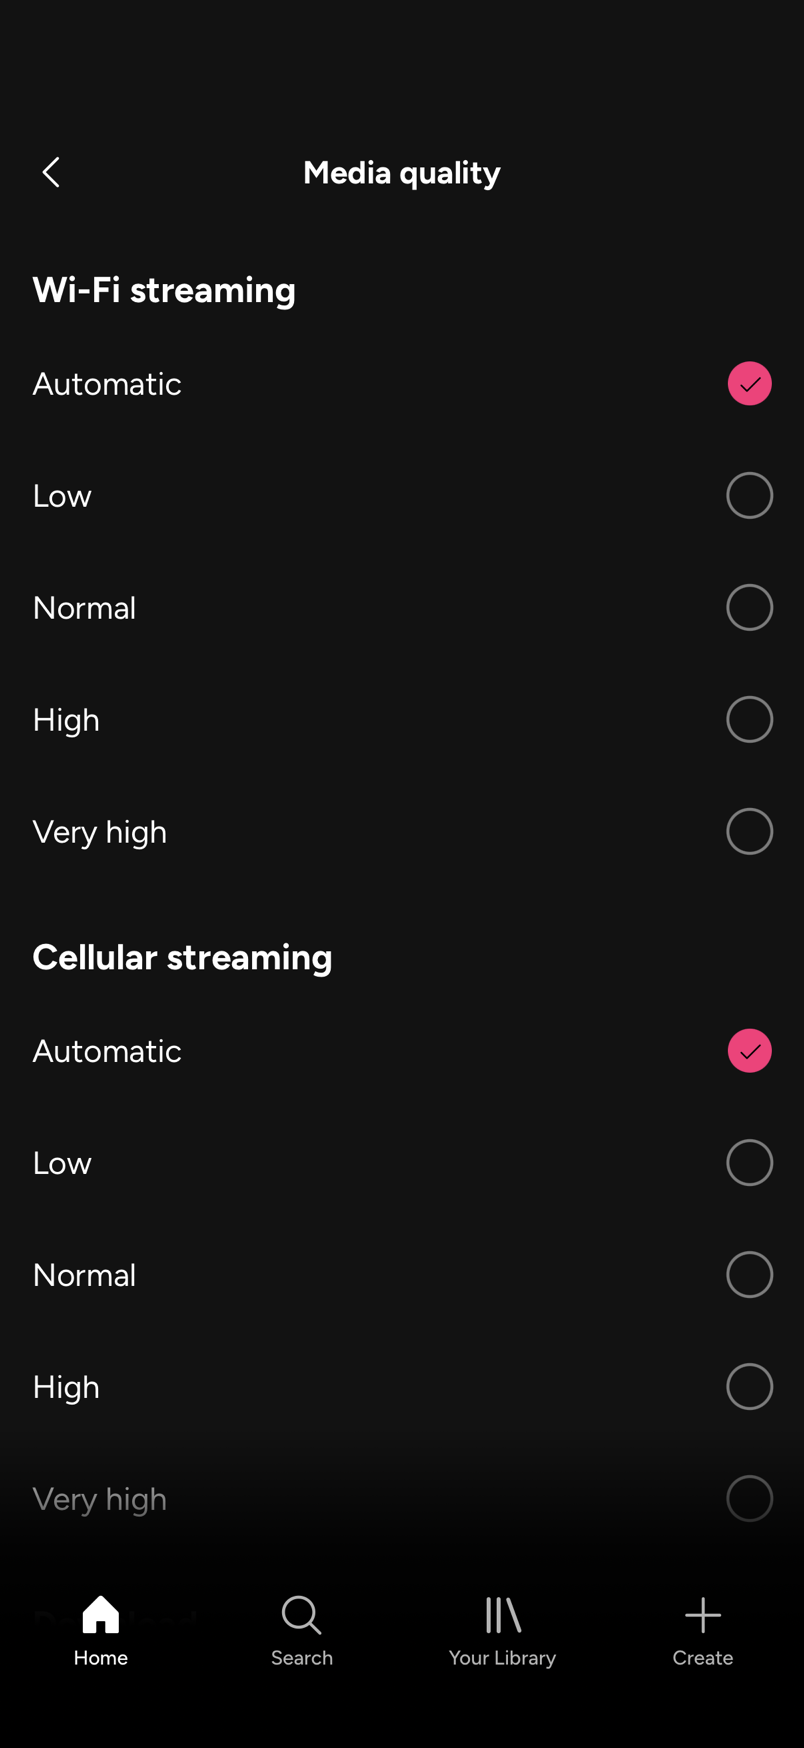 Media quality
Wi-Fi streaming
Automatic
Low
Normal
High
Very high
Cellular streaming
Automatic
Low
Normal
High
Very high
Home
Search
Your Library
Create